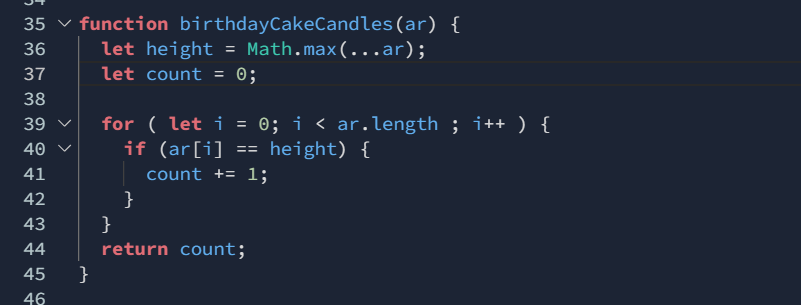 34
35 function birthdayCakeCandles(ar) {
36 let height = Math.max(...ar);
37 let count = 0;
38
39 for ( let i = 0; i < ar.length ; i++ ) {
40 if (ar[i] == height) {
41 count += 1;
42 }
43 }
44 return count;
45 }
46